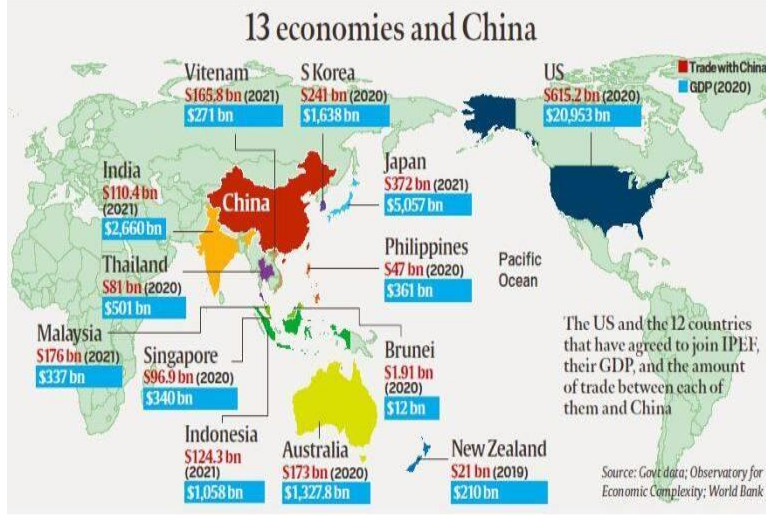 13 economies and China
Vitenam
$165.8 bn (2021)
$271 bn
S Korea
$241 bn (2020)
$1,638 bn
US
$615.2 bn (2020)
$20,953 bn
Trade with China
GDP (2020)
India
$110.4 bn
(2021)
$2,660 bn
China
Japan
$372 bn (2021)
$5,057 bn
Thailand
$81 bn (2020)
$501 bn
Philippines
$47 bn (2020)
$361 bn
Pacific
Ocean
Malaysia
$176 bn (2021)
$337 bn
Singapore
$96.9 bn (2020)
$340 bn
Brunei
$1.91 bn
(2020)
$12 bn
The US and the 12 countries
that have agreed to join IPEF,
their GDP, and the amount
of trade between each of
them and China
Indonesia
$124.3 bn
(2021)
$1,058 bn
Australia
$173 bn (2020)
$1,327.8 bn
New Zealand
$21 bn (2019)
$210 bn
Source: Govt data; Observatory for
Economic Complexity; World Bank